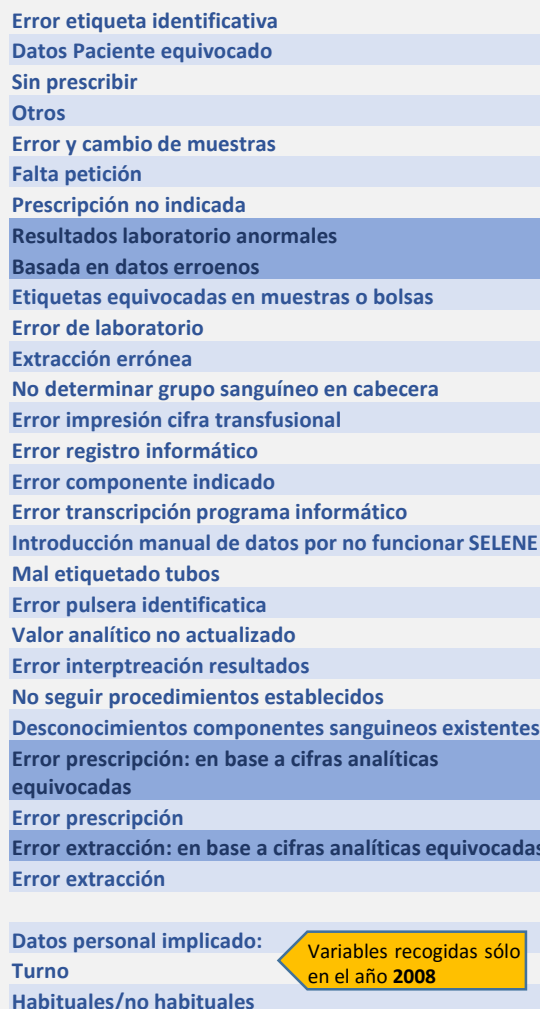 Error etiqueta identificativa
Datos Paciente equivocado
Sin prescribir
Otros
Error y cambio de muestras
Falta petición
Prescripción no indicada
Resultados laboratorio anormales
Basada en datos erroenos
Etiquetas equivocadas en muestras o bolsas
Error de laboratorio
Extracción errónea
No determinar grupo sanguíneo en cabecera
Error impresión cifra transfusional
Error registro informático
Error componente indicado
Error transcripción programa informático
Introducción manual de datos por no funcionar SELENE
Mal etiquetado tubos
Error pulsera identificatica
Valor analítico no actualizado
Error interptreación resultados
No seguir procedimientos establecidos
Desconocimientos componentes sanguineos existentes
Error prescripción: en base a cifras analíticas
equivocadas
Error prescripción
Error extracción: en base a cifras analíticas equivocadas
Error extracción
Datos personal implicado:
Turno
Habituales/no habituales
Variables recogidas sólo
en el año 2008